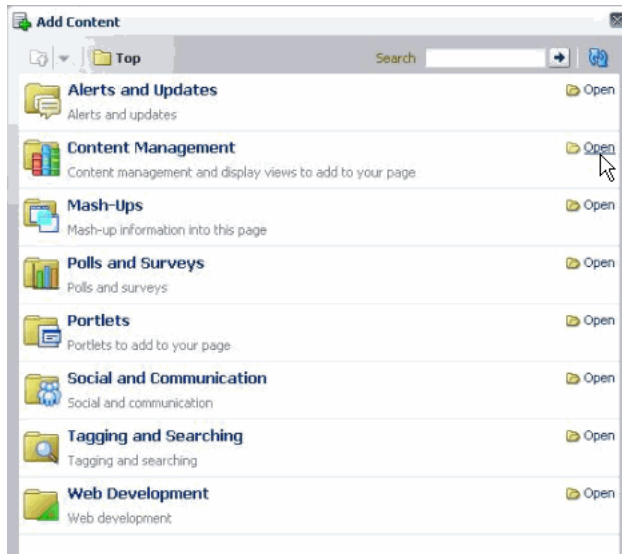 Add Content
Top Search
Alerts and Updates Open
Alerts and updates
Content Management Open
Content management and display views to add to your page
Mash-Ups Open
Mash-up information into this page
Polls and Surveys Open
Polls and surveys
Portlets Open
Portlets to add to your page
Social and Communication Open
Social and communication
Tagging and Searching Open
Tagging and searching
Web Development Open
Web development